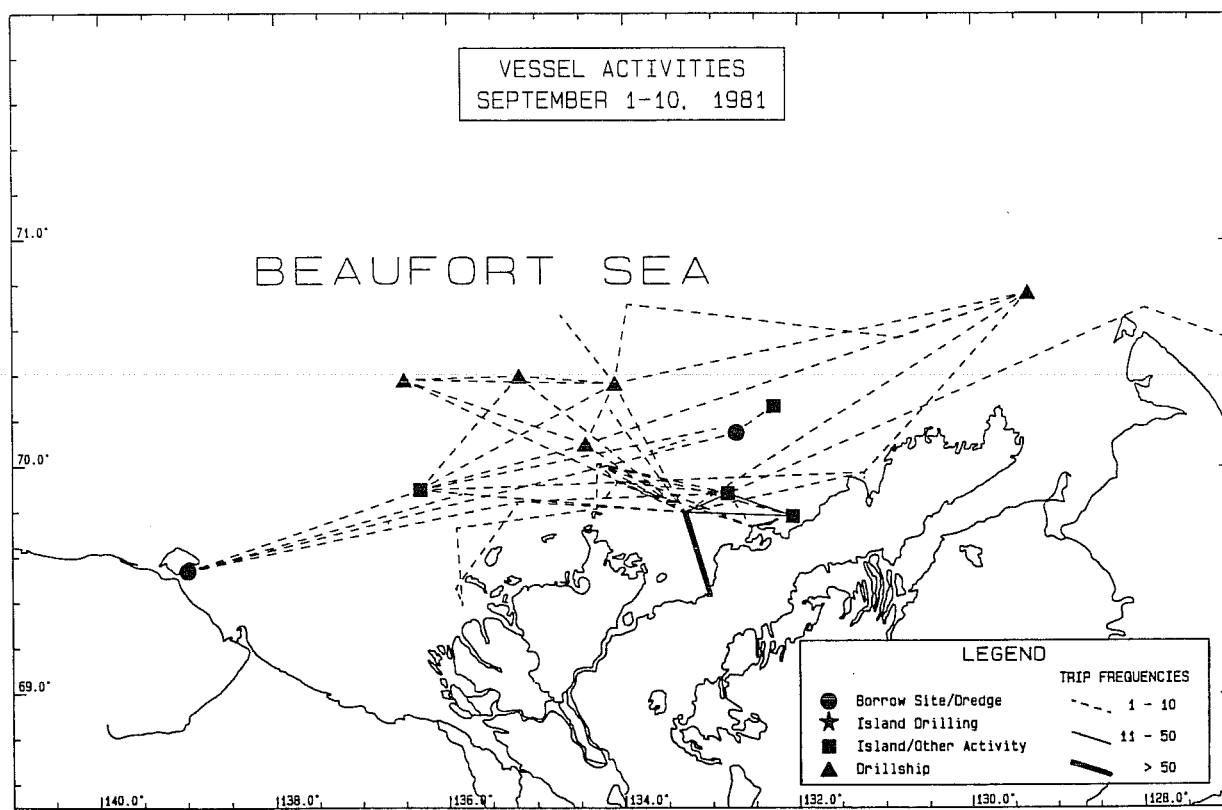 VESSEL ACTIVITIES
SEPTEMBER 1-10, 1981
71.0°
BEAUFORT SEA
70.0°
69.0°
LEGEND
TRIP FREQUENCIES
Borrow Site/Dredge
1 - 10
Island Drilling
11 - 50
Island/Other Activity
> 50
Drillship
140.0° 138.0° 136.0° 134.0° 132.0° 130.0° 128.0°